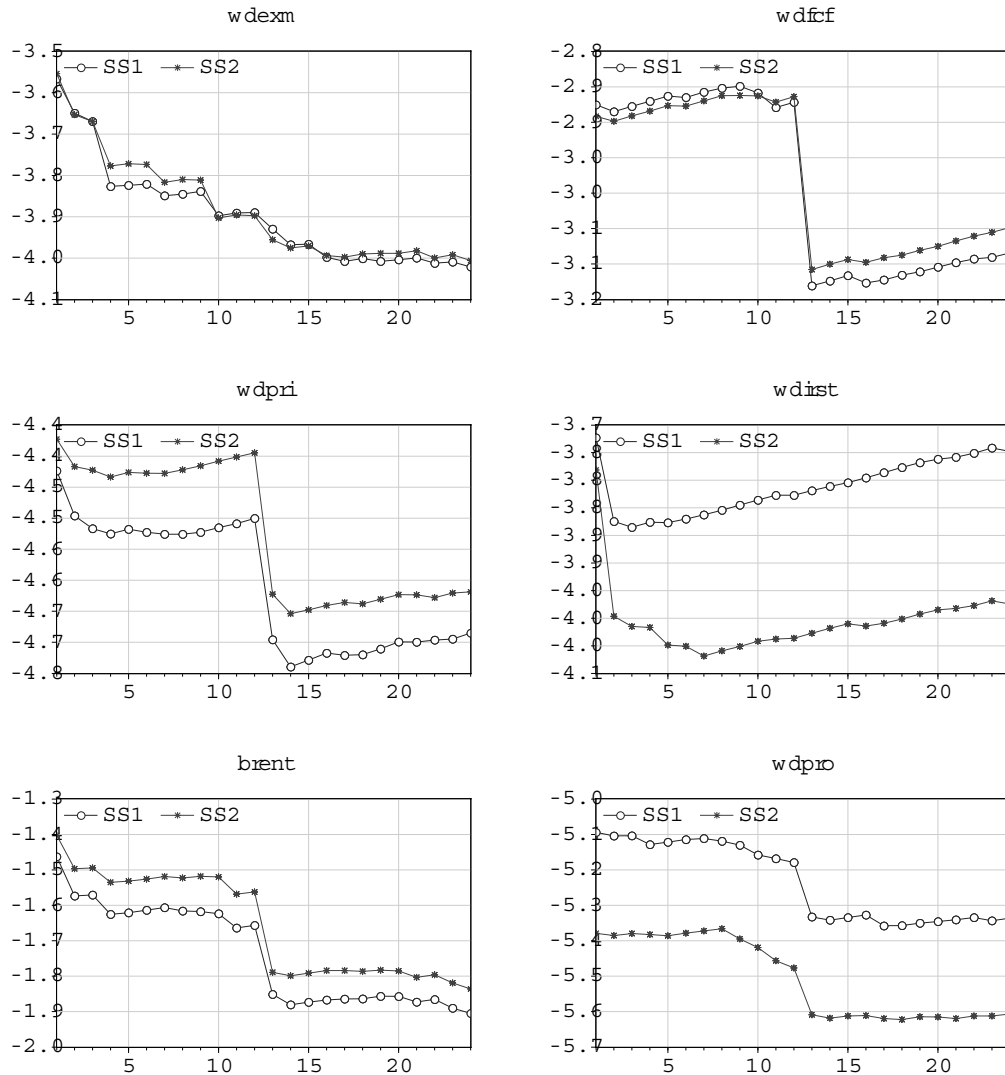 wdexm
-3.5
-3.6
-3.7
-3.8
-3.9
-4.0
-4.1
SS1 SS2
5 10 15 20
wdfcf
-2.8
-2.9
-2.9
-3.0
-3.0
-3.1
-3.1
-3.2
SS1 SS2
5 10 15 20
wdpri
-4.4
-4.4
-4.5
-4.5
-4.6
-4.6
-4.7
-4.7
-4.8
SS1 SS2
5 10 15 20
wdirst
-3.7
-3.8
-3.8
-3.8
-3.9
-3.9
-4.0
-4.0
-4.0
-4.1
SS1 SS2
5 10 15 20
brent
-1.3
-1.4
-1.5
-1.6
-1.7
-1.8
-1.9
-2.0
SS1 SS2
5 10 15 20
wdpro
-5.0
-5.1
-5.2
-5.3
-5.4
-5.5
-5.6
-5.7
SS1 SS2
5 10 15 20